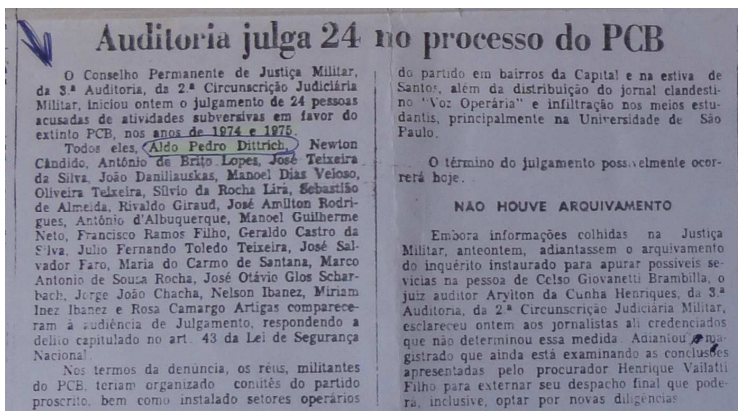 Auditoria julga 24 no processo do PCB
O Conselho Permanente de Justiça Militar,
da 3.ª Auditoria, da 2.ª Circunscrição Judiciária
Militar, iniciou ontem o julgamento de 24 pessoas
acusadas de atividades subversivas em favor do
extinto PCB, nos anos de 1974 e 1975.
Todos eles, Aldo Pedro Dittrich, Newton
Cândido, Antônio de Brito Lopes, José Teixeira
da Silva, João Daniliauskas, Manoel Dias Veloso,
Oliveira Teixeira, Sílvio da Rocha Lira, Sebastião
de Almeida, Rivaldo Giraud, José Amilton Rodri-
gues, Antônio d'Albuquerque, Manoel Guilherme
Neto, Francisco Ramos Filho, Geraldo Castro da
Silva, Julio Fernando Toledo Teixeira, José Sal-
vador Faro, Maria do Carmo de Santana, Marco
Antonio de Sousa Rocha, José Otávio Glos Schar-
bach, Jorge João Chacha, Nelson Ibanez, Miriam
Inez Ibanez e Rosa Camargo Artigas comparece-
ram à audiência de Julgamento, respondendo a
delito capitulado no art. 43 da Lei de Segurança
Nacional.
Nos termos da denúncia, os réus, militantes
do PCB, teriam organizado comitês do partido
proscrito, bem como instalado setores operários
do partido em bairros da Capital e na estiva de
Santos, além da distribuição do jornal clandesti-
no "Voz Operária" e infiltração nos meios estu-
dantis, principalmente na Universidade de São
Paulo.
O término do julgamento possivelmente ocor-
rerá hoje.
NAO HOUVE ARQUIVAMENTO
Embora informações colhidas na Justiça
Militar, anteontem, adiantassem o arquivamento
do inquérito instaurado para apurar possíveis se-
vícias na pessoa de Celso Giovanetti Brambilla, o
juiz auditor Arylton da Cunha Henriques, da 3.ª
Auditoria, da 2.ª Circunscrição Judiciária Militar,
esclareceu ontem aos jornalistas ali credenciados
que não determinou essa medida. Adiantou o ma-
gistrado que ainda está examinando as conclusões
apresentadas pelo procurador Henrique Vailatti
Filho para externar seu despacho final que pode-
rá, inclusive, optar por novas diligências.